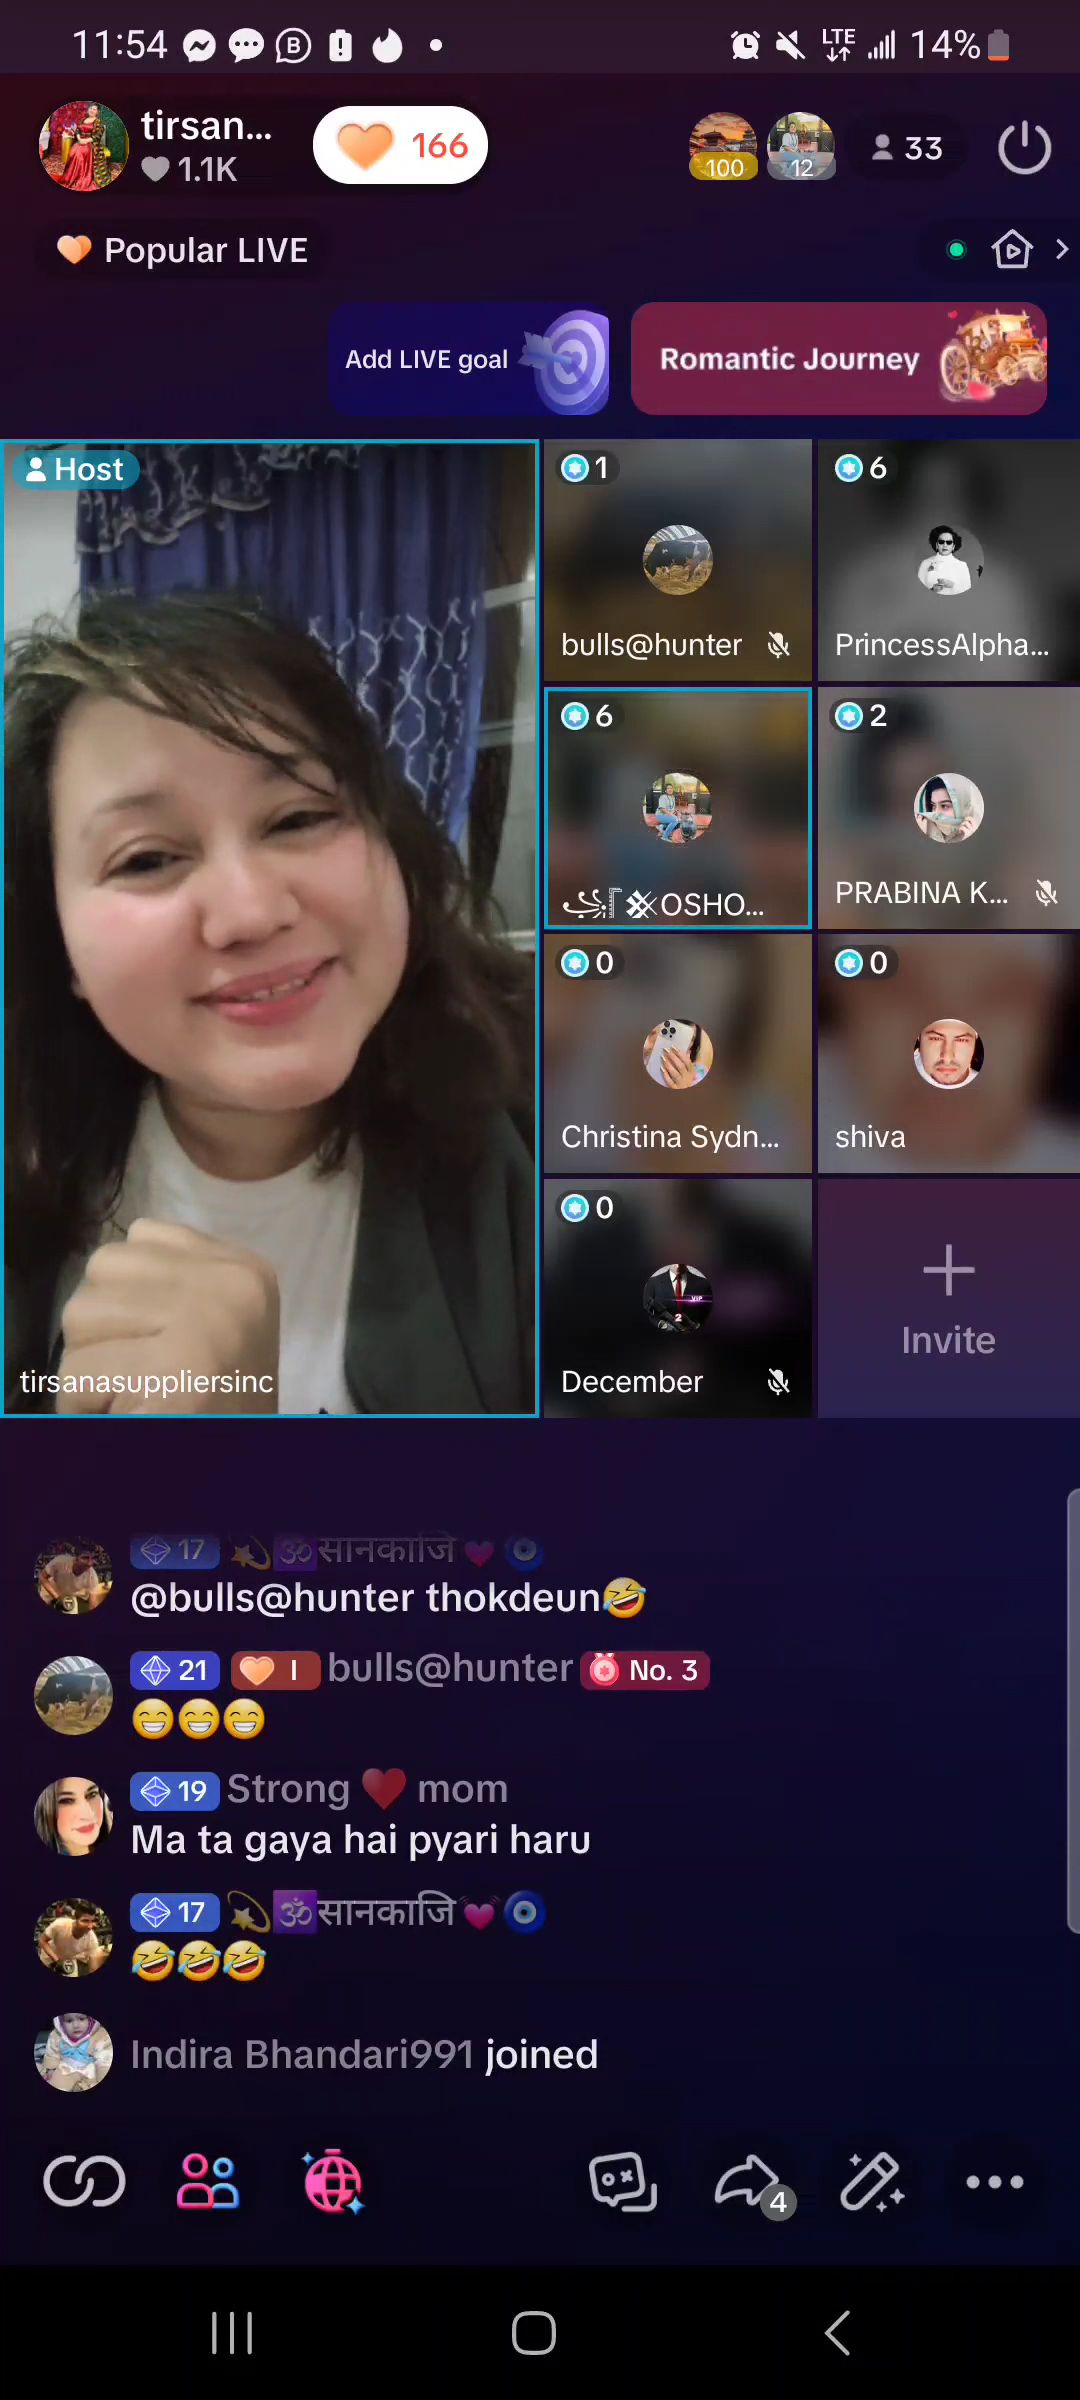 11:54
LTE 14%
tirsan...
1.1K
166
100
12
33
Popular LIVE
Add LIVE goal
Romantic Journey
Host
tirsanasuppliersinc
1
bulls@hunter
6
PrincessAlpha...
6
OSHO...
2
PRABINA K...
0
Christina Sydn...
0
shiva
0
VIP
2
December
Invite
17 💫🕉सानकाजि💓🧿
@bulls@hunter thokdeun🤣
21 I bulls@hunter No. 3
😁😁😁
19 Strong ♥️ mom
Ma ta gaya hai pyari haru
17 💫🕉सानकाजि💓🧿
🤣🤣🤣
Indira Bhandari991 joined
4